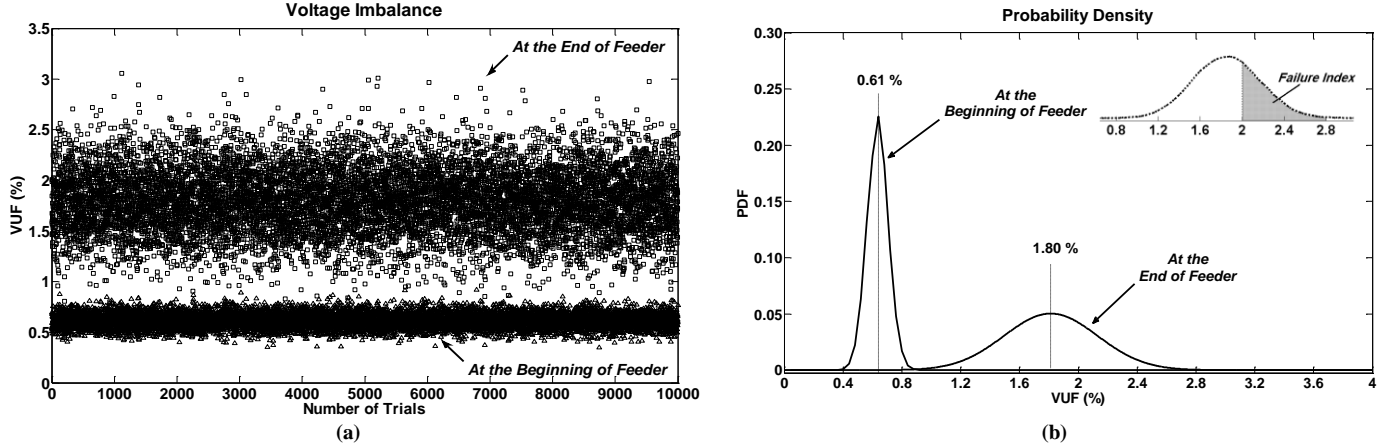 Voltage Imbalance
3.5
3
2.5
2
1.5
1
0.5
0
VUF (%)
At the End of Feeder
At the Beginning of Feeder
0 1000 2000 3000 4000 5000 6000 7000 8000 9000 10000
Number of Trials
(a)
Probability Density
0.30
0.25
0.20
0.15
0.10
0.05
0
PDF
0.61 %
At the
Beginning of Feeder
1.80 %
At the
End of Feeder
Failure Index
0.8 1.2 1.6 2 2.4 2.8
0 0.4 0.8 1.2 1.6 2 2.4 2.8 3.2 3.6 4
VUF (%)
(b)